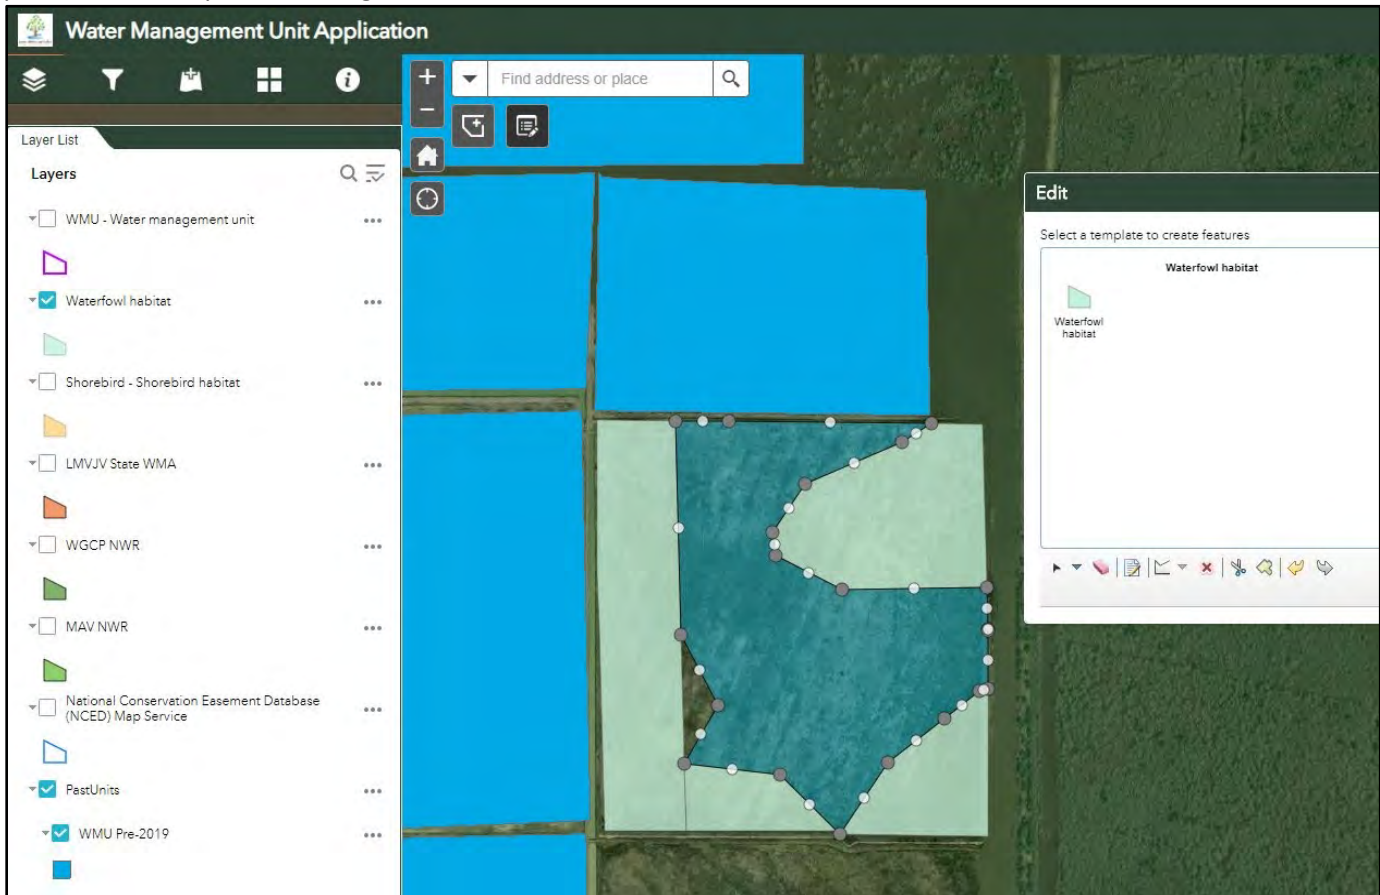 Water Management Unit Application
Find address or place
Layer List
Layers
WMU - Water management unit
Waterfowl habitat
Shorebird - Shorebird habitat
LMVJV State WMA
WGCP NWR
MAV NWR
National Conservation Easement Database
(NCED) Map Service
PastUnits
WMU Pre-2019
Edit
Select a template to create features
Waterfowl habitat
Waterfowl
habitat